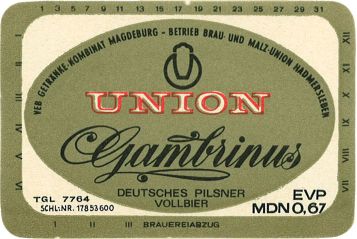 1 3 5 7 9 11 13 15 17 19 21 23 25 27 29 31
VEB GETRÄNKE-KOMBINAT MAGDEBURG - BETRIEB BRAU- UND MALZ-UNION HADMERSLEBEN
UNION
Gambrinus
DEUTSCHES PILSNER
VOLLBIER
TGL 7764
SCHL.-NR. 17853600
EVP
MDN 0,67
I II III BRAUEREIABZUG